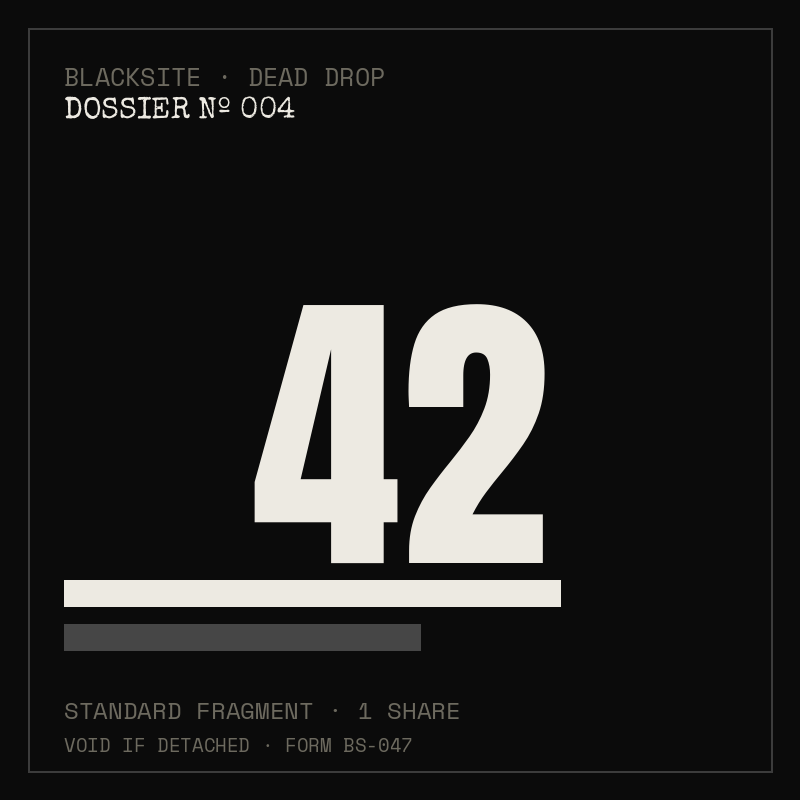 BLACKSITE · DEAD DROP
DOSSIER Nº 004
42
STANDARD FRAGMENT · 1 SHARE
VOID IF DETACHED · FORM BS-047